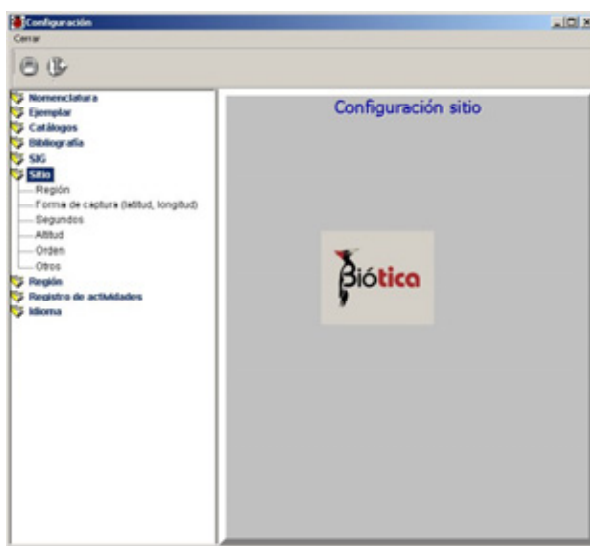 Configuración
Cerrar
Nomenclatura
Ejemplar
Catálogos
Bibliografía
SIG
Sitio
Región
Forma de captura (latitud, longitud)
Segundos
Altitud
Orden
Otros
Región
Registro de actividades
Idioma
Configuración sitio
Biótica